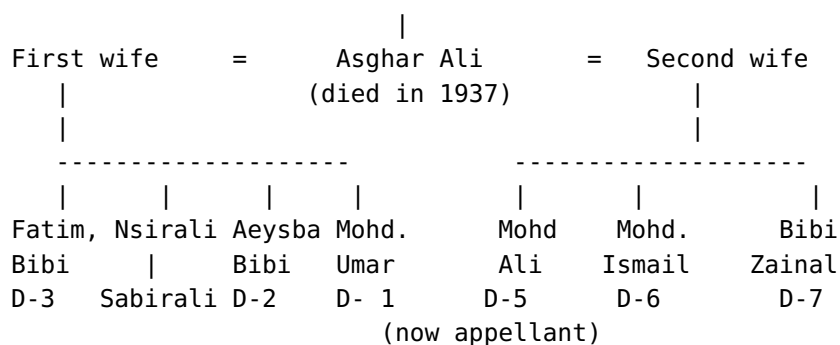 First wife = Asghar Ali = Second wife
(died in 1937)
Fatim, Nsirali Aeysba Mohd. Mohd Mohd. Bibi
Bibi Bibi Umar Ali Ismail Zainal
D-3 Sabirali D-2 D- 1 D-5 D-6 D-7
(now appellant)